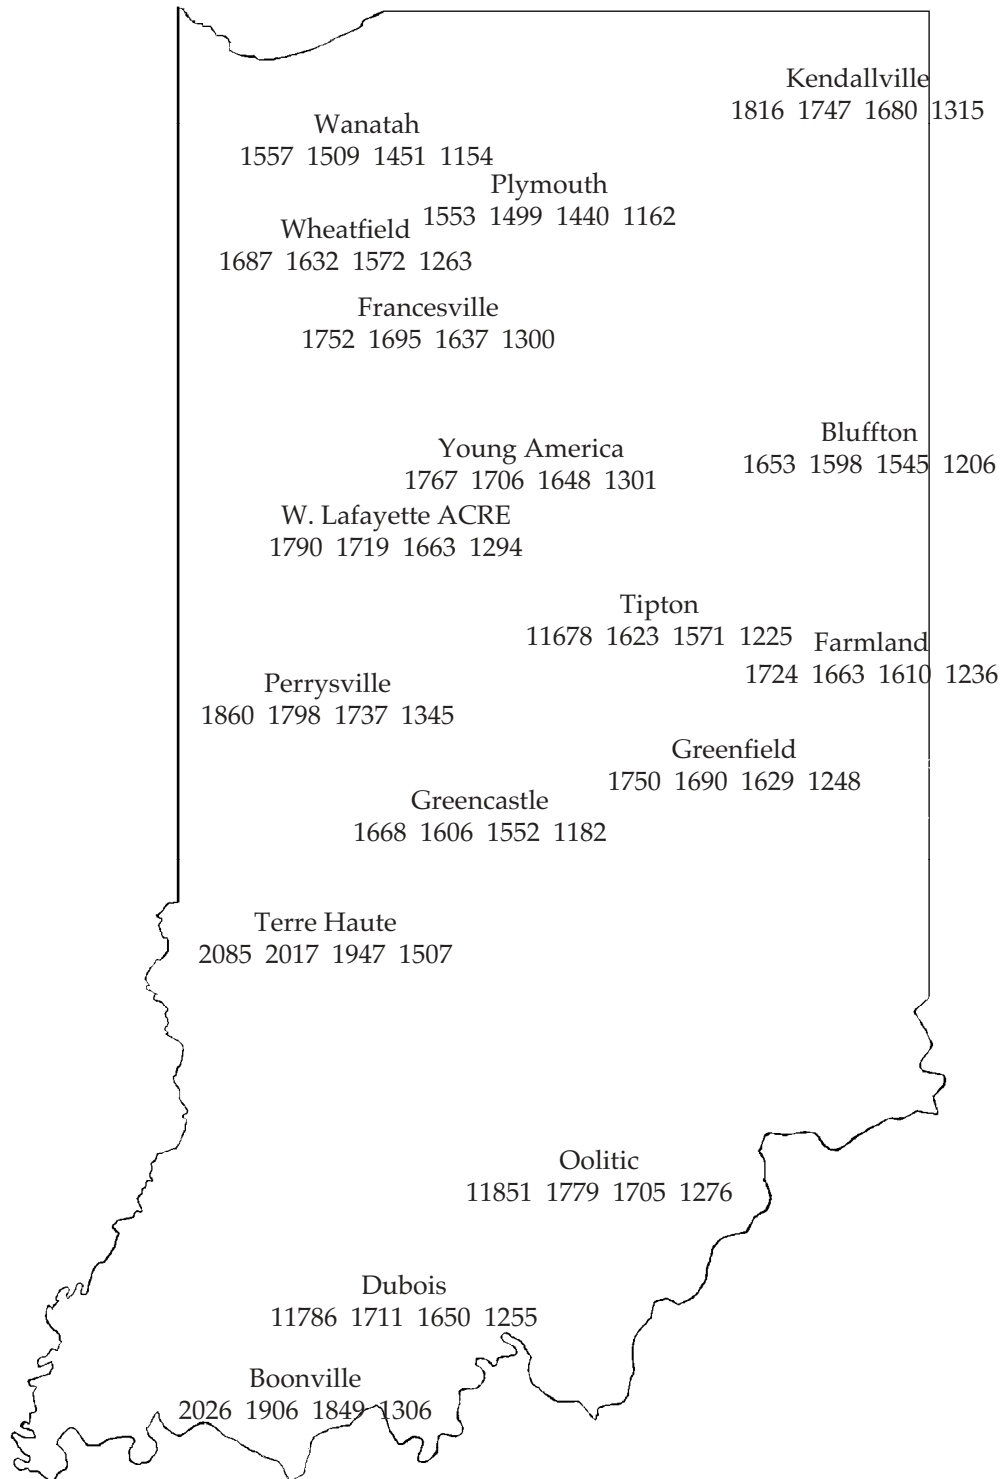 Kendallville
1816 1747 1680 1315
Wanatah
1557 1509 1451 1154
Plymouth
1553 1499 1440 1162
Wheatfield
1687 1632 1572 1263
Francesville
1752 1695 1637 1300
Bluffton
1653 1598 1545 1206
Young America
1767 1706 1648 1301
W. Lafayette ACRE
1790 1719 1663 1294
Tipton
11678 1623 1571 1225
Farmland
1724 1663 1610 1236
Perrysville
1860 1798 1737 1345
Greenfield
1750 1690 1629 1248
Greencastle
1668 1606 1552 1182
Terre Haute
2085 2017 1947 1507
Oolitic
11851 1779 1705 1276
Dubois
11786 1711 1650 1255
Boonville
2026 1906 1849 1306